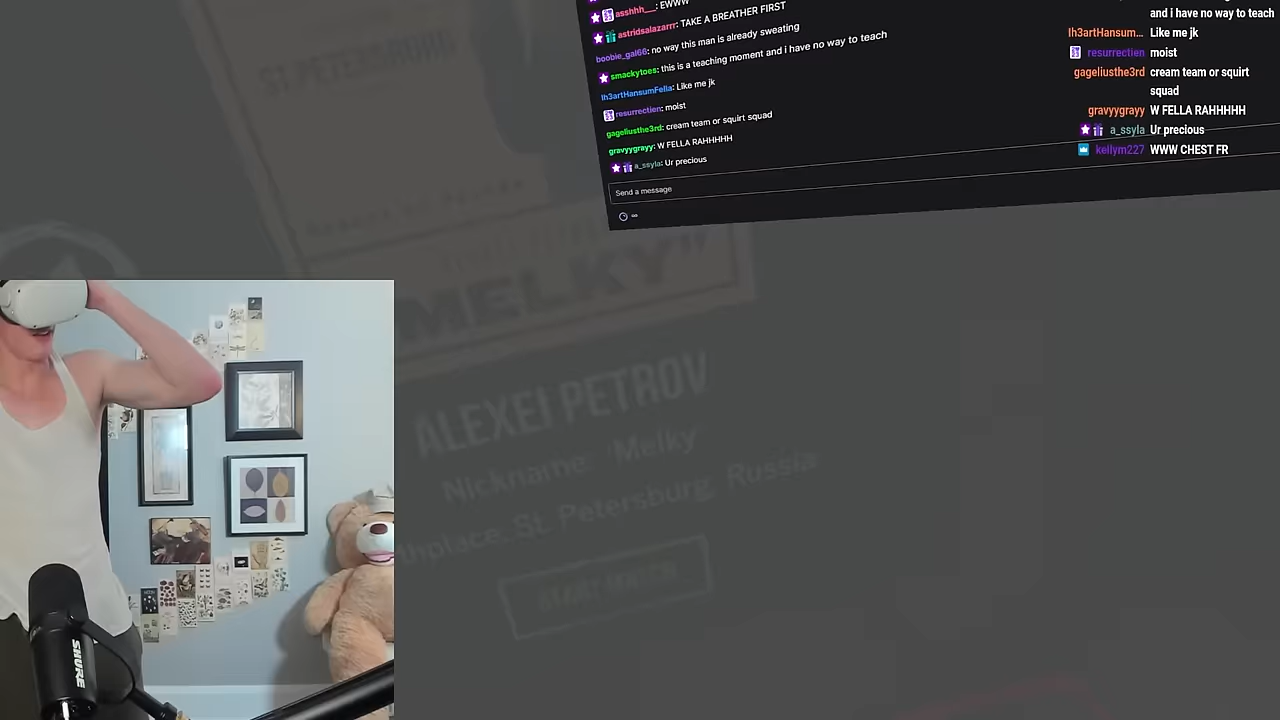 asshhh__: EWWW
astridsalazarrr: TAKE A BREATHER FIRST
boobie_gal66: no way this man is already sweating
smackytoes: this is a teaching moment and i have no way to teach
lh3artHansumFella: Like me jk
resurrectien: moist
gageliusthe3rd: cream team or squirt squad
gravyygrayy: W FELLA RAHHHHH
a_ssyla: Ur precious
Send a message
and i have no way to teach
lh3artHansum... Like me jk
resurrectien moist
gageliusthe3rd cream team or squirt
squad
gravyygrayy W FELLA RAHHHHH
a_ssyla Ur precious
kellym227 WWW CHEST FR
ST. PETERSBURG
"MELKY"
ALEXEI PETROV
Nickname: "Melky"
thplace: St. Petersburg, Russia
SHURE